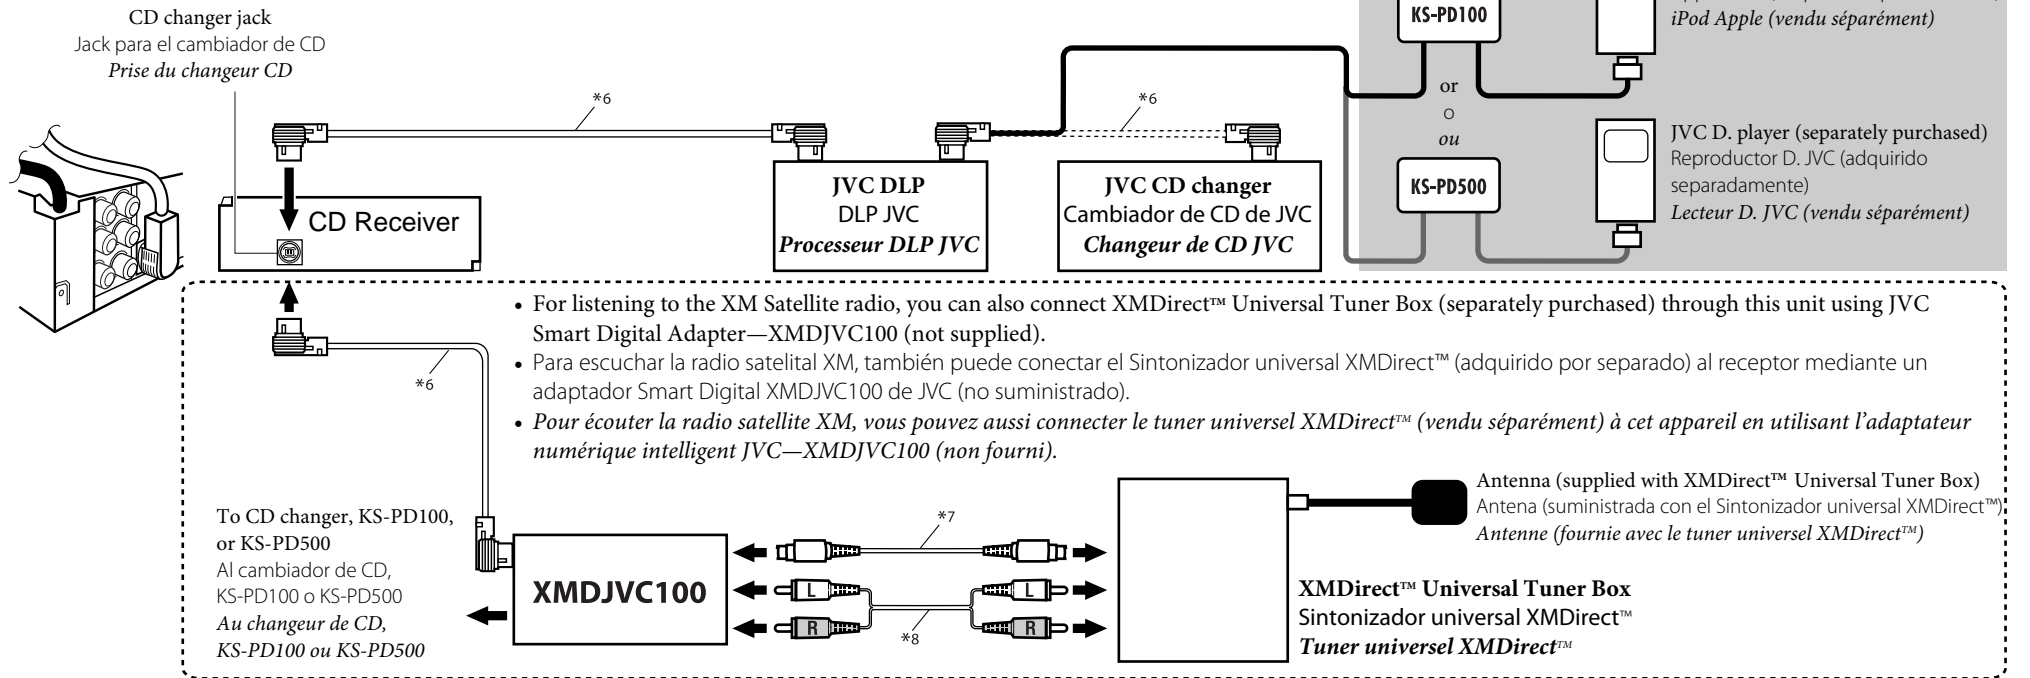 CD changer jack
Jack para el cambiador de CD
Prise du changeur CD
*6
*6
KS-PD100
iPod Apple (vendu séparément)
or
o
ou
KS-PD500
JVC D. player (separately purchased)
Reproductor D. JVC (adquirido
separadamente)
Lecteur D. JVC (vendu séparément)
CD Receiver
JVC DLP
DLP JVC
Processeur DLP JVC
JVC CD changer
Cambiador de CD de JVC
Changeur de CD JVC
• For listening to the XM Satellite radio, you can also connect XMDirect™ Universal Tuner Box (separately purchased) through this unit using JVC
Smart Digital Adapter—XMDJVC100 (not supplied).
• Para escuchar la radio satelital XM, también puede conectar el Sintonizador universal XMDirect™ (adquirido por separado) al receptor mediante un
adaptador Smart Digital XMDJVC100 de JVC (no suministrado).
• Pour écouter la radio satellite XM, vous pouvez aussi connecter le tuner universel XMDirect™ (vendu séparément) à cet appareil en utilisant l'adaptateur
numérique intelligent JVC—XMDJVC100 (non fourni).
*6
To CD changer, KS-PD100,
or KS-PD500
Al cambiador de CD,
KS-PD100 o KS-PD500
Au changeur de CD,
KS-PD100 ou KS-PD500
XMDJVC100
*7
L
L
R
R
*8
Antenna (supplied with XMDirect™ Universal Tuner Box)
Antena (suministrada con el Sintonizador universal XMDirect™)
Antenne (fournie avec le tuner universel XMDirect™)
XMDirect™ Universal Tuner Box
Sintonizador universal XMDirect™
Tuner universel XMDirect™